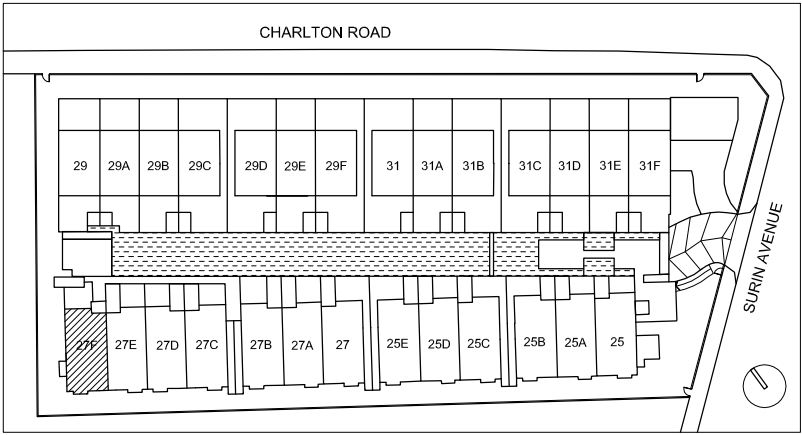 CHARLTON ROAD
29 29A 29B 29C 29D 29E 29F 31 31A 31B 31C 31D 31E 31F
SURIN AVENUE
27F 27E 27D 27C 27B 27A 27 25E 25D 25C 25B 25A 25